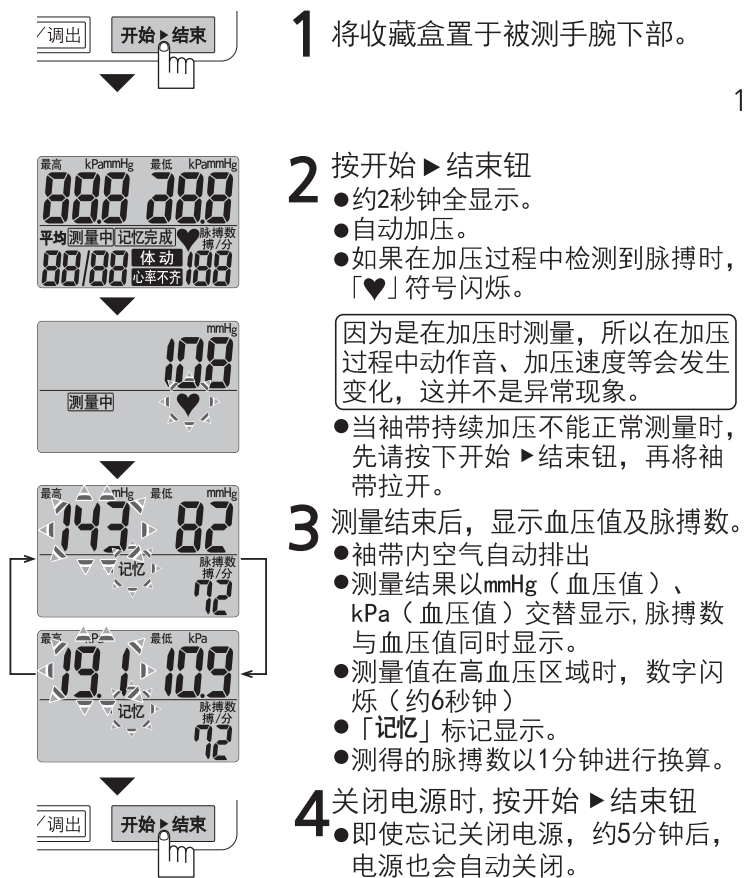 /调出 开始▶结束
1 将收藏盒置于被测手腕下部。
1
最高 kPammHg 最低 kPammHg
88.8 288.8
平均 测量中 记忆完成 ♥ 脉搏数
搏/分
88/88 体动 188
心率不齐
2 按开始▶结束钮
●约2秒钟全显示。
●自动加压。
●如果在加压过程中检测到脉搏时,
「♥」符号闪烁。
mmHg
108
测量中 ♥
因为是在加压时测量，所以在加压
过程中动作音、加压速度等会发生
变化，这并不是异常现象。
●当袖带持续加压不能正常测量时,
先请按下开始▶结束钮，再将袖
带拉开。
最高 mmHg 最低 mmHg
143 82
记忆 脉搏数
搏/分
72
最高 kPa 最低 kPa
19.1 10.9
记忆 脉搏数
搏/分
72
3 测量结束后，显示血压值及脉搏数。
●袖带内空气自动排出
●测量结果以mmHg（血压值）、
kPa（血压值）交替显示,脉搏数
与血压值同时显示。
●测量值在高血压区域时，数字闪
烁（约6秒钟）
●「记忆」标记显示。
●测得的脉搏数以1分钟进行换算。
/调出 开始▶结束
4 关闭电源时,按开始▶结束钮
●即使忘记关闭电源，约5分钟后,
电源也会自动关闭。